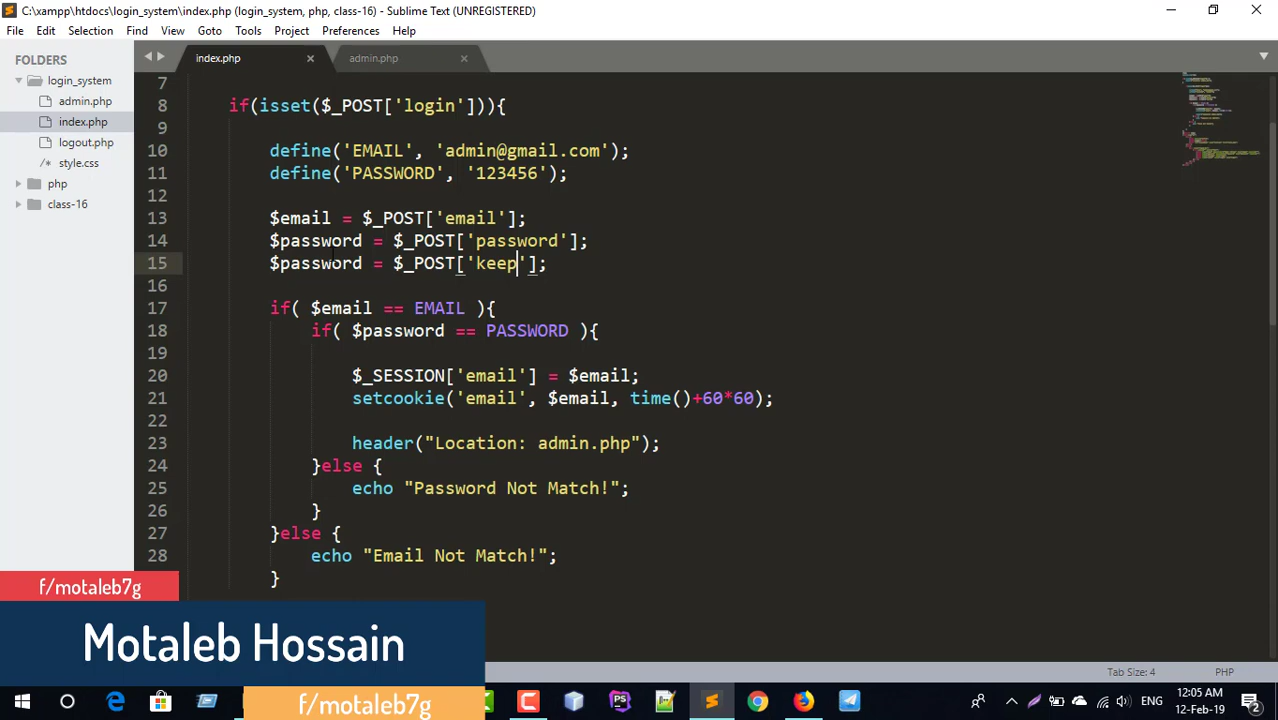 C:\xampp\htdocs\login_system\index.php (login_system, php, class-16) - Sublime Text (UNREGISTERED)
File Edit Selection Find View Goto Tools Project Preferences Help
FOLDERS
login_system
admin.php
index.php
logout.php
style.css
php
class-16
index.php admin.php
7
8 if(isset($_POST['login'])){
9
10 define('EMAIL', 'admin@gmail.com');
11 define('PASSWORD', '123456');
12
13 $email = $_POST['email'];
14 $password = $_POST['password'];
15 $password = $_POST['keep'];
16
17 if( $email == EMAIL ){
18 if( $password == PASSWORD ){
19
20 $_SESSION['email'] = $email;
21 setcookie('email', $email, time()+60*60);
22
23 header("Location: admin.php");
24 }else {
25 echo "Password Not Match!";
26 }
27 }else {
28 echo "Email Not Match!";
}
f/motaleb7g
Motaleb Hossain
f/motaleb7g
Tab Size: 4 PHP
ENG
12:05 AM
12-Feb-19
2